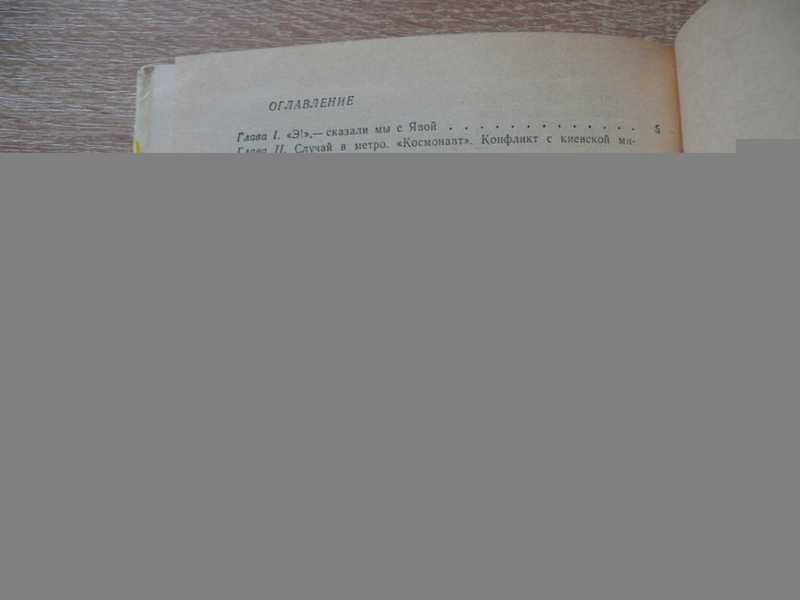 ОГЛАВЛЕНИЕ
Глава I. «Э!»,— сказали мы с Явой . . . . . . . . . . . . . . 5
Глава II. Случай в метро. «Космонавт». Конфликт с киевской ми-